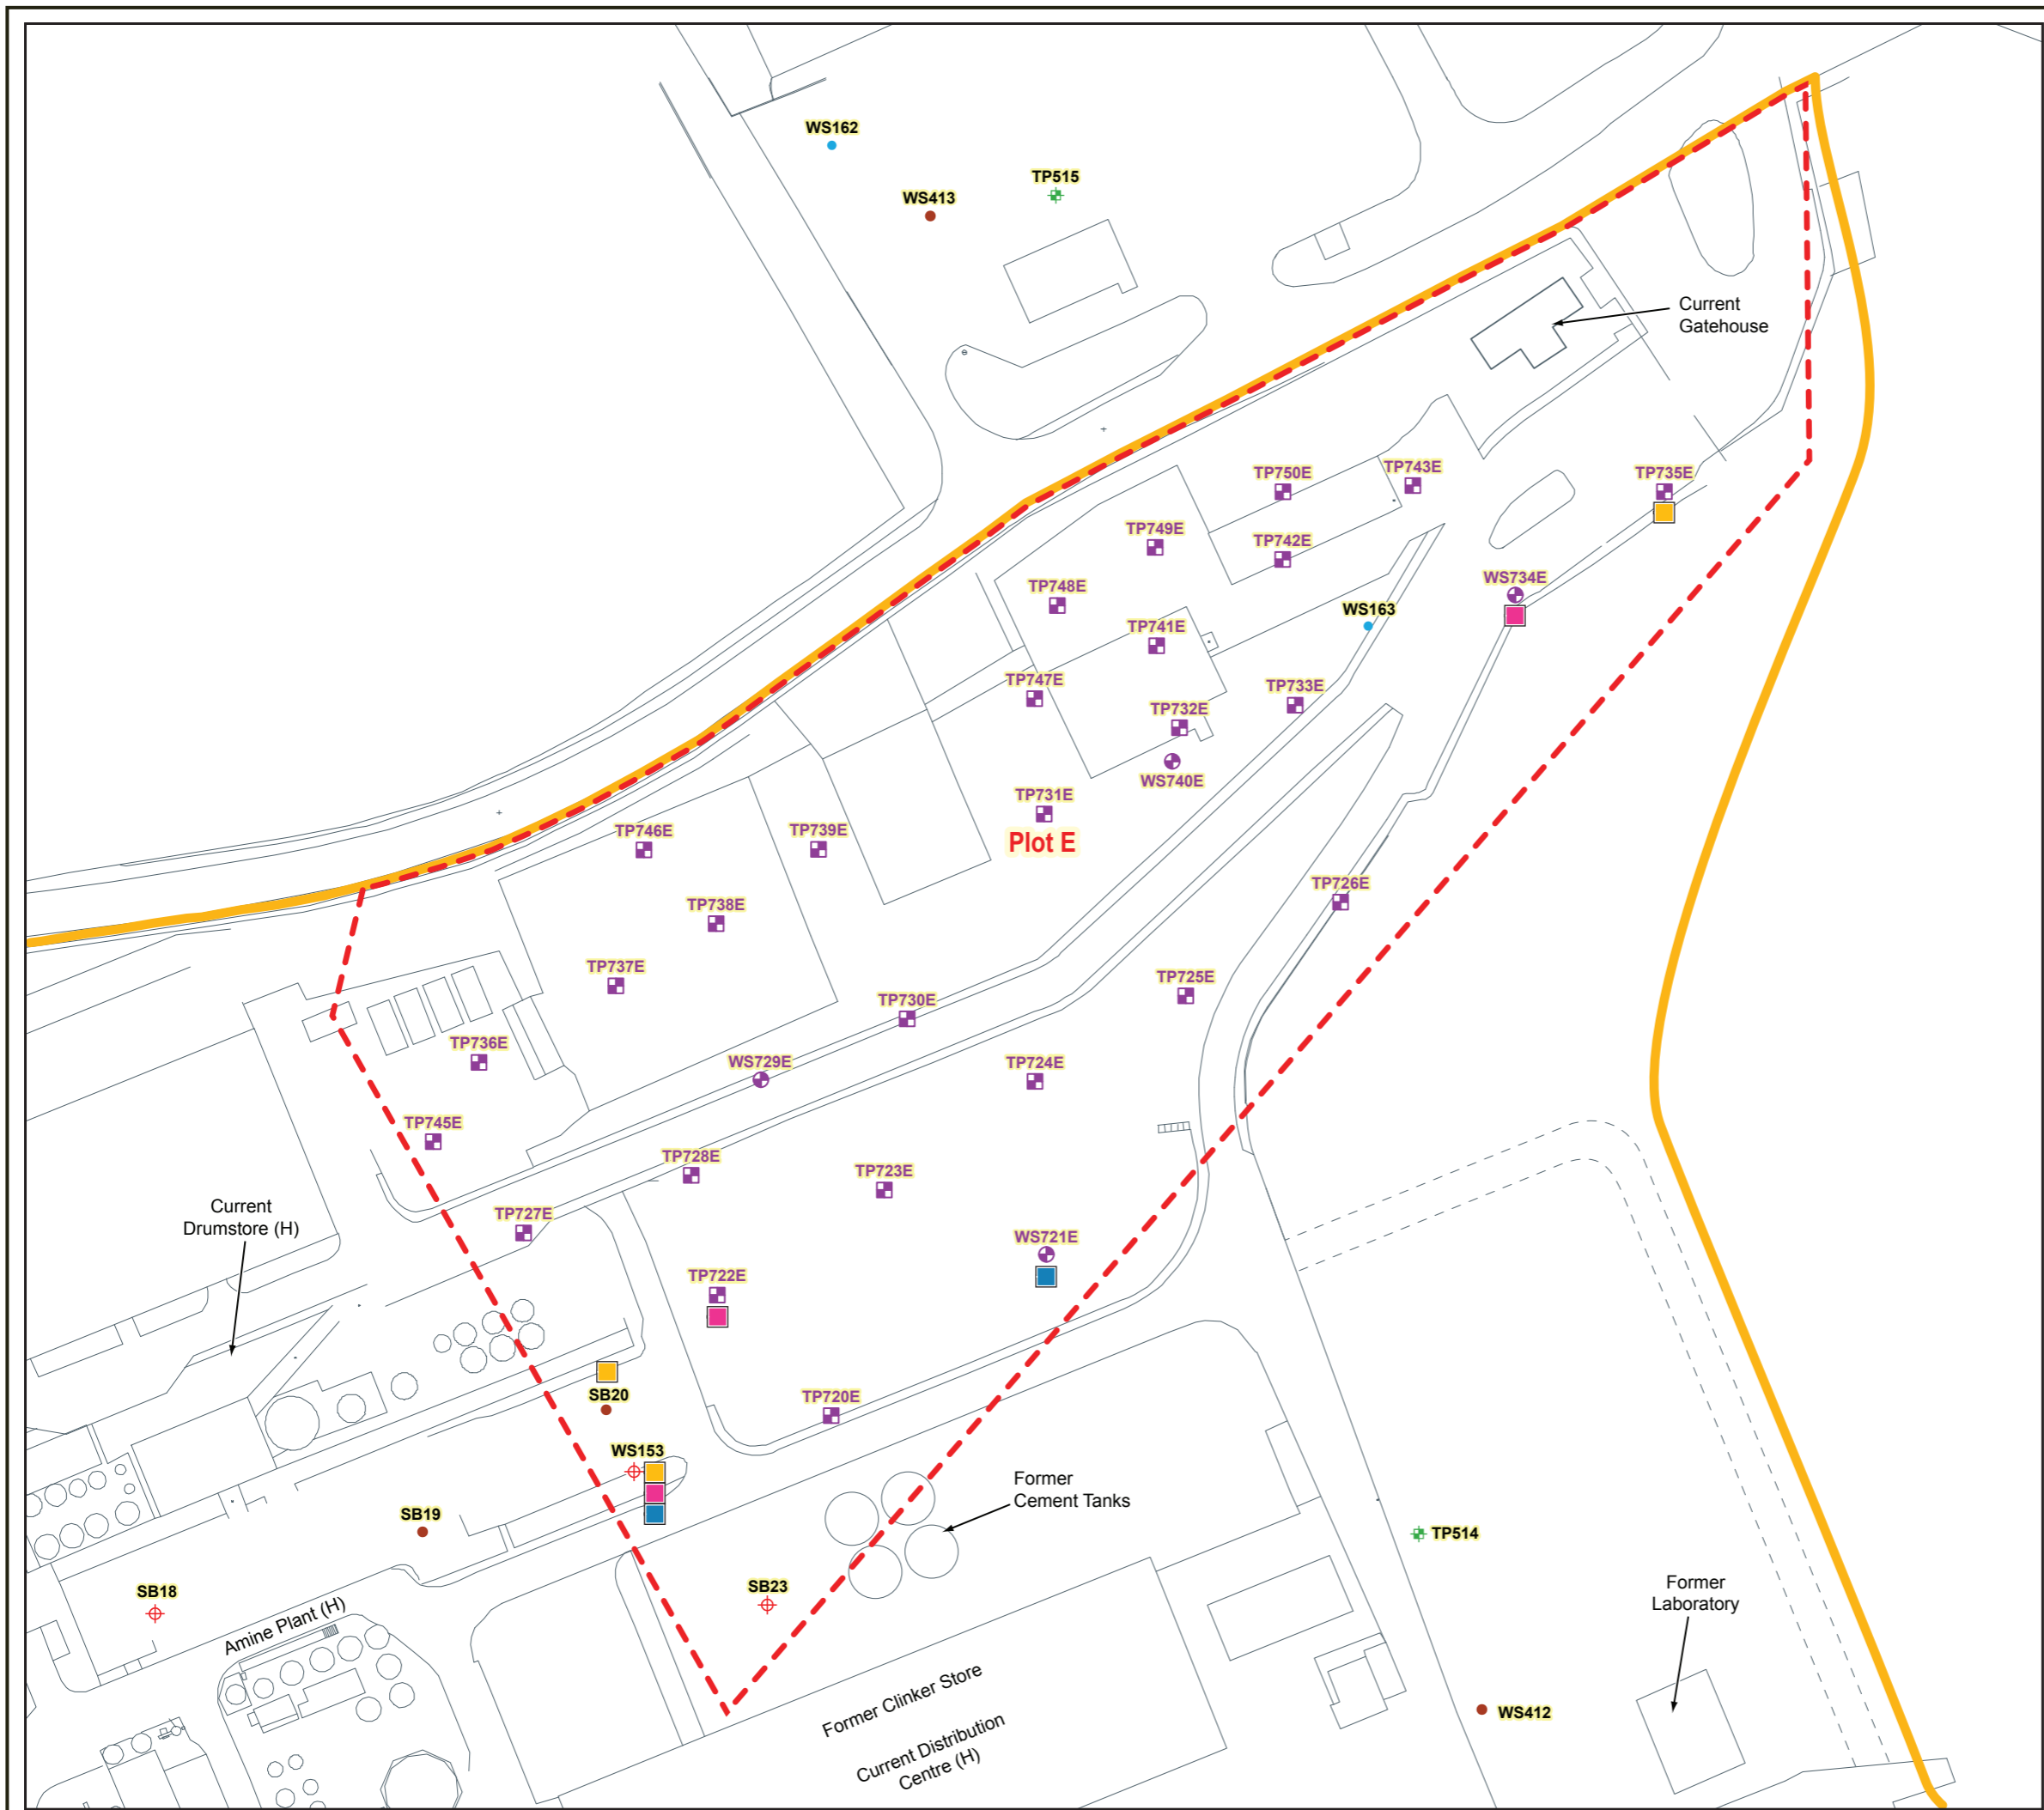 WS162
TP515
WS413
Current
Gatehouse
TP750E
TP743E
TP735E
TP749E
TP742E
WS734E
TP748E
WS163
TP741E
TP747E
TP733E
TP732E
WS740E
TP731E
Plot E
TP746E
TP739E
TP726E
TP738E
TP737E
TP725E
TP730E
TP736E
WS729E
TP724E
TP745E
TP728E
TP723E
Current
Drumstore (H)
TP727E
WS721E
TP722E
SB20
TP720E
WS153
Former
Cement Tanks
SB19
TP514
SB18
SB23
Former
Laboratory
Amine Plant (H)
Former Clinker Store
WS412
Current Distribution
Centre (H)